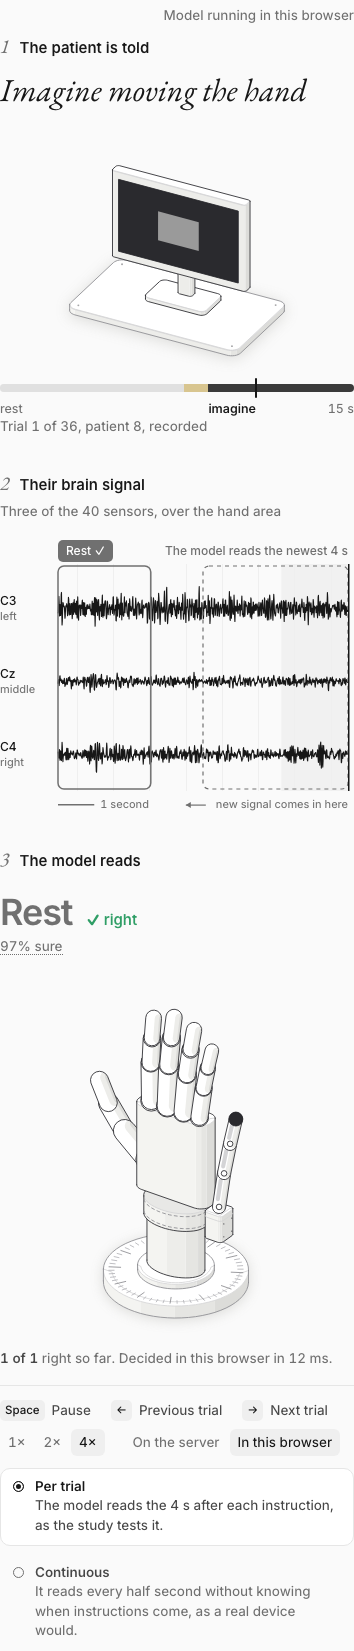 Model running in this browser
1 The patient is told
Imagine moving the hand
rest imagine 15 s
Trial 1 of 36, patient 8, recorded
2 Their brain signal
Three of the 40 sensors, over the hand area
Rest ✓ The model reads the newest 4 s
C3
left
Cz
middle
C4
right
1 second ← new signal comes in here
3 The model reads
Rest ✓ right
97% sure
1 of 1 right so far. Decided in this browser in 12 ms.
Space Pause ← Previous trial → Next trial
1× 2× 4× On the server In this browser
Per trial
The model reads the 4 s after each instruction,
as the study tests it.
Continuous
It reads every half second without knowing
when instructions come, as a real device
would.